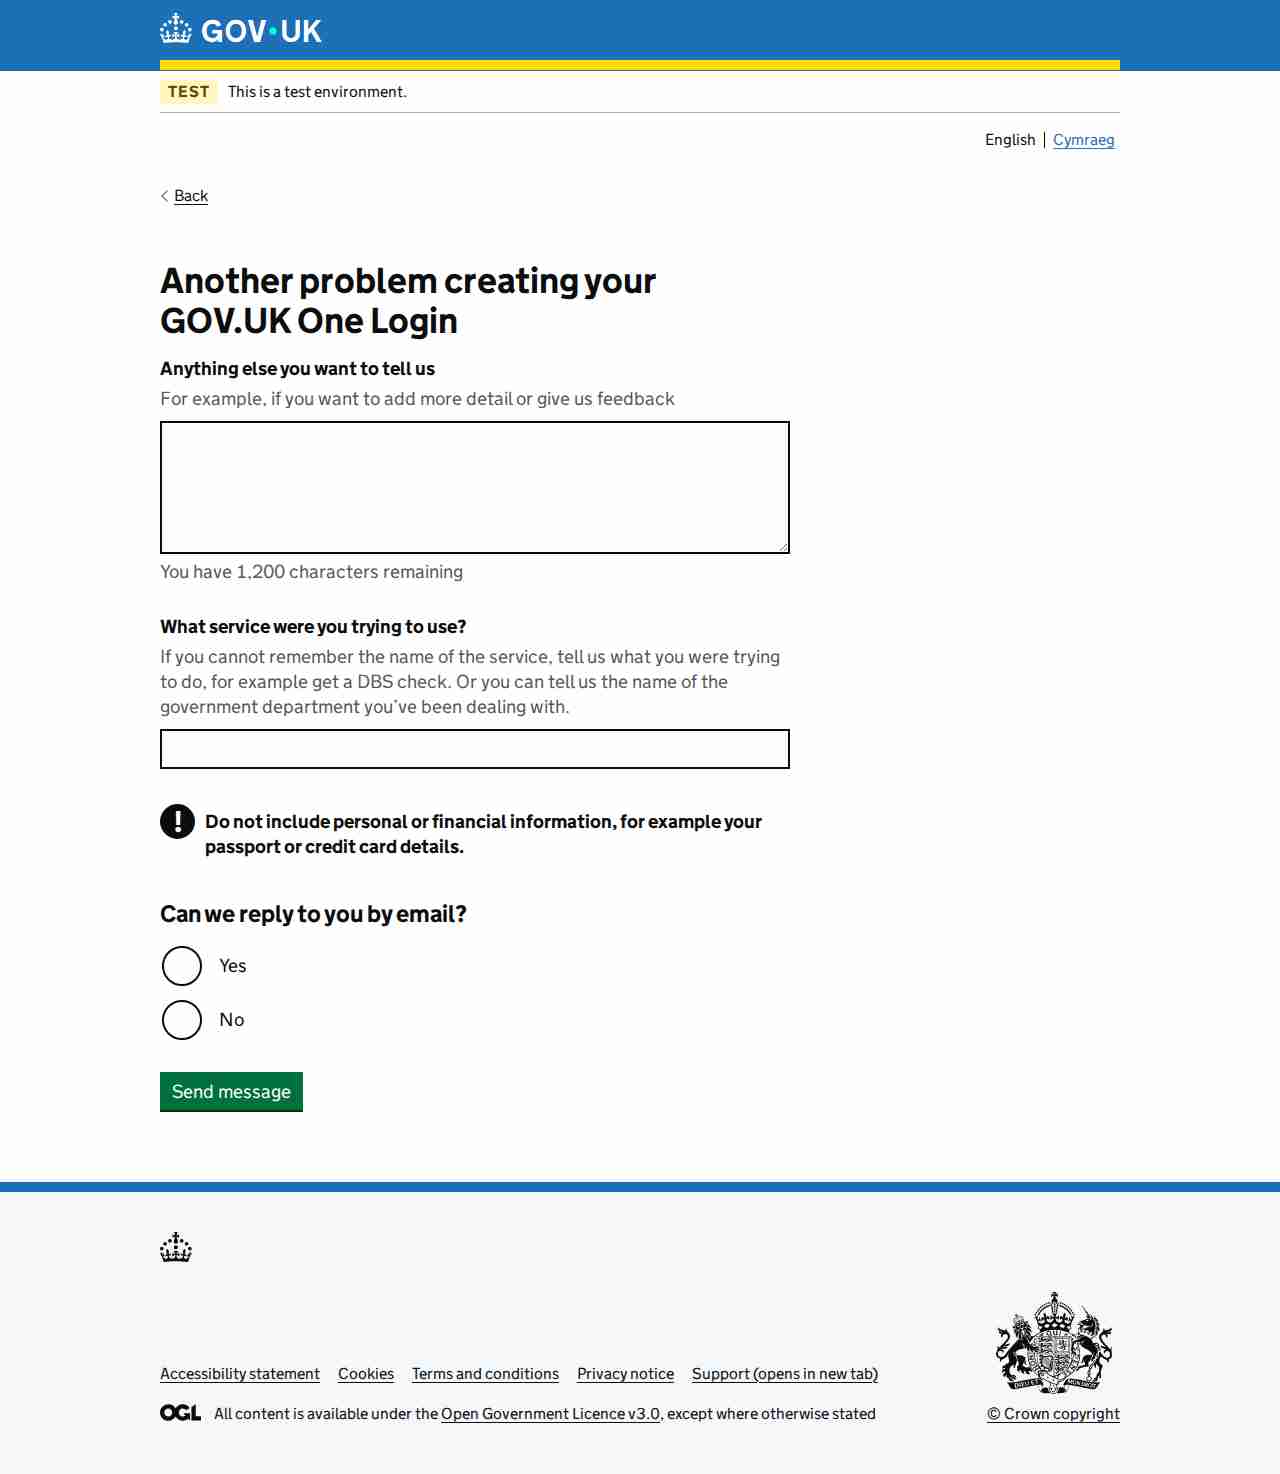 GOV.UK
TEST This is a test environment.
English Cymraeg
Back
Another problem creating your
GOV.UK One Login
Anything else you want to tell us
For example, if you want to add more detail or give us feedback
You have 1,200 characters remaining
What service were you trying to use?
If you cannot remember the name of the service, tell us what you were trying
to do, for example get a DBS check. Or you can tell us the name of the
government department you’ve been dealing with.
! Do not include personal or financial information, for example your
passport or credit card details.
Can we reply to you by email?
Yes
No
Send message
Accessibility statement Cookies Terms and conditions Privacy notice Support (opens in new tab)
OGL All content is available under the Open Government Licence v3.0, except where otherwise stated
© Crown copyright